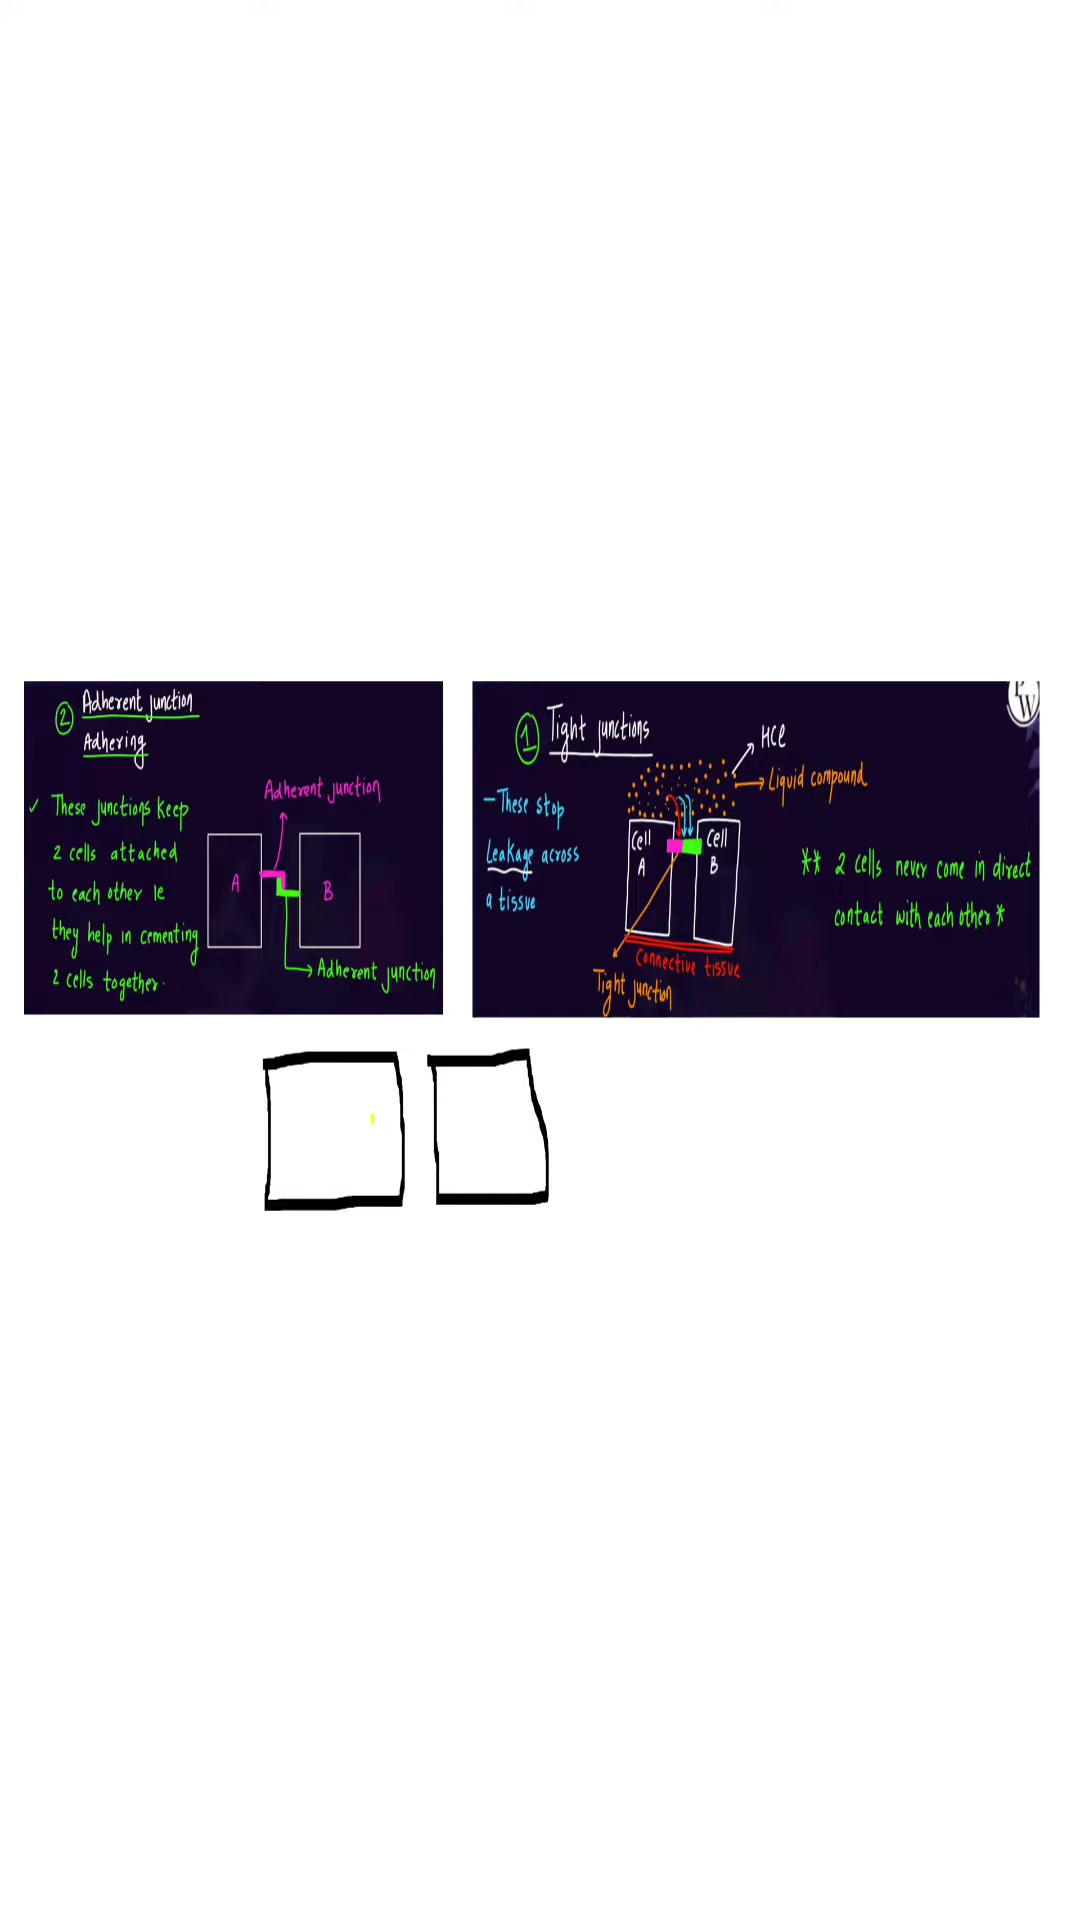 2 Adherent junction
Adhering
✓ These junctions keep
2 cells attached
to each other ie
they help in cementing
2 cells together.
Adherent junction
A
B
Adherent junction
1 Tight junctions
- These stop
Leakage across
a tissue
HCl
Liquid compound
Cell
A
Cell
B
Connective tissue
Tight junction
** 2 cells never come in direct
contact with each other *
PW